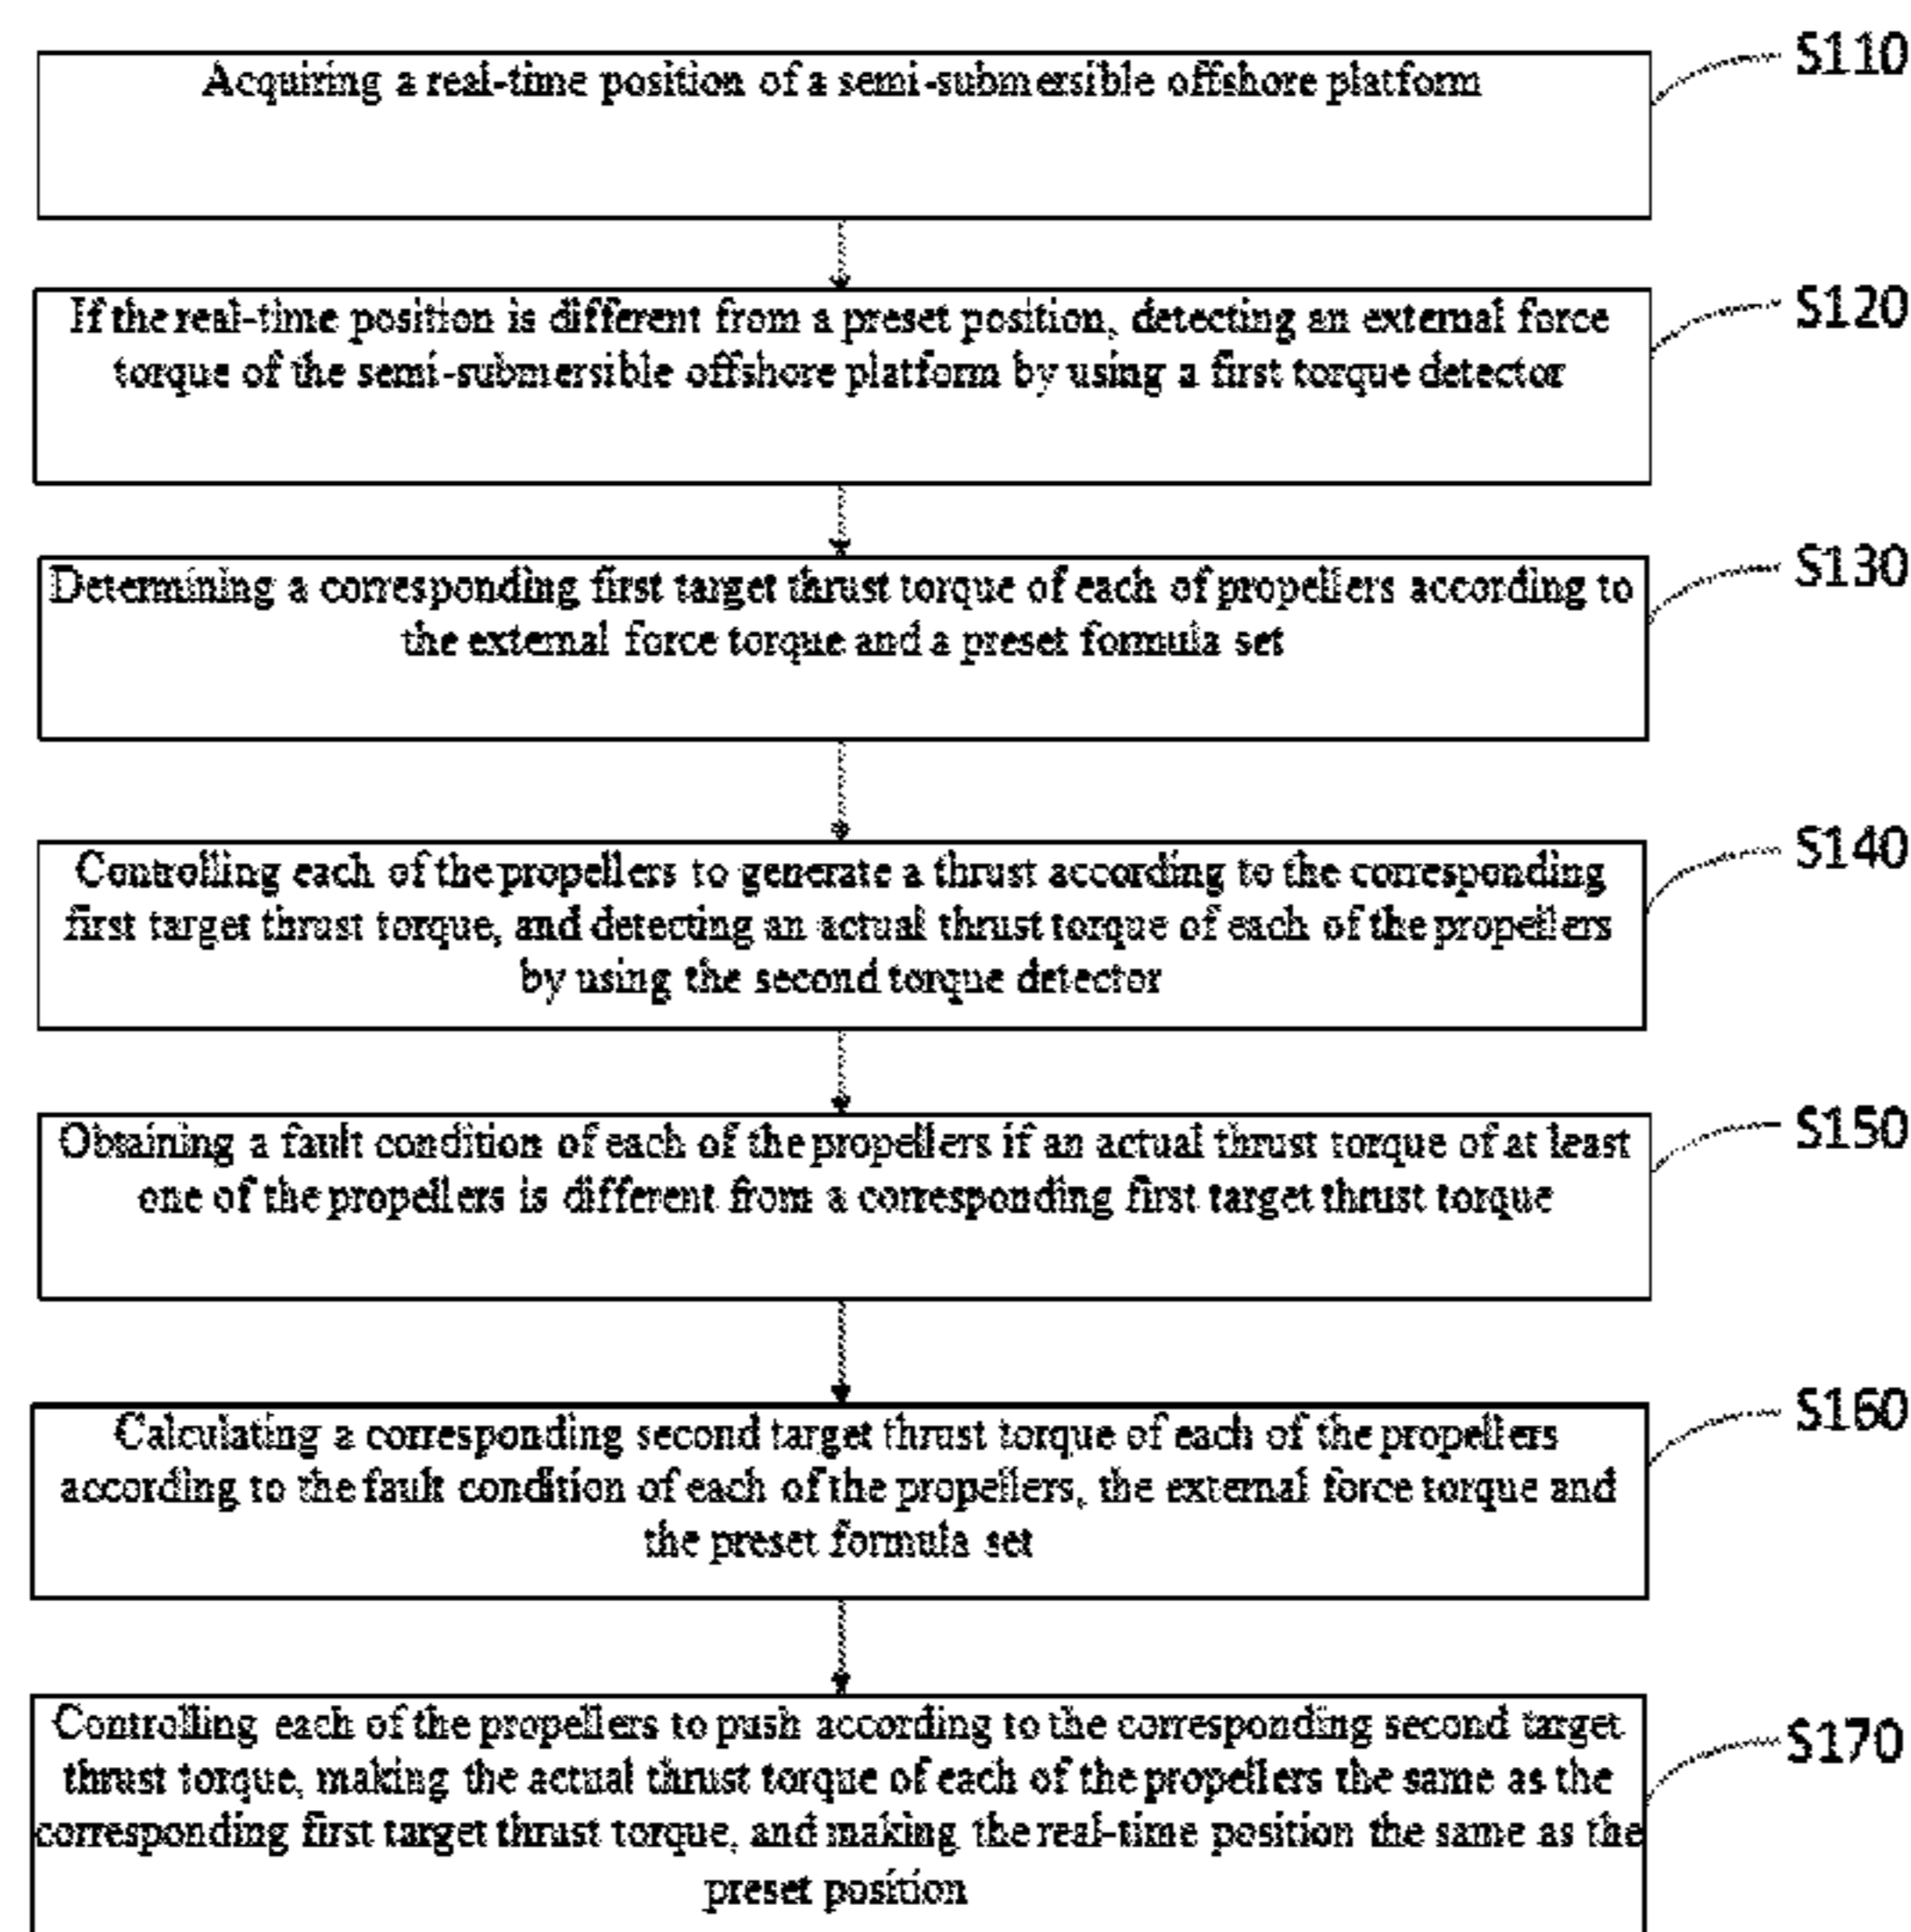 Acquiring a real-time position of a semi-submersible offshore platform
S110
If the real-time position is different from a preset position, detecting an external force
torque of the semi-submersible offshore platform by using a first torque detector
S120
Determining a corresponding first target thrust torque of each of propellers according to
the external force torque and a preset formula set
S130
Controlling each of the propellers to generate a thrust according to the corresponding
first target thrust torque, and detecting an actual thrust torque of each of the propellers
by using the second torque detector
S140
Obtaining a fault condition of each of the propellers if an actual thrust torque of at least
one of the propellers is different from a corresponding first target thrust torque
S150
Calculating a corresponding second target thrust torque of each of the propellers
according to the fault condition of each of the propellers, the external force torque and
the preset formula set
S160
Controlling each of the propellers to push according to the corresponding second target
thrust torque, making the actual thrust torque of each of the propellers the same as the
corresponding first target thrust torque, and making the real-time position the same as the
preset position
S170